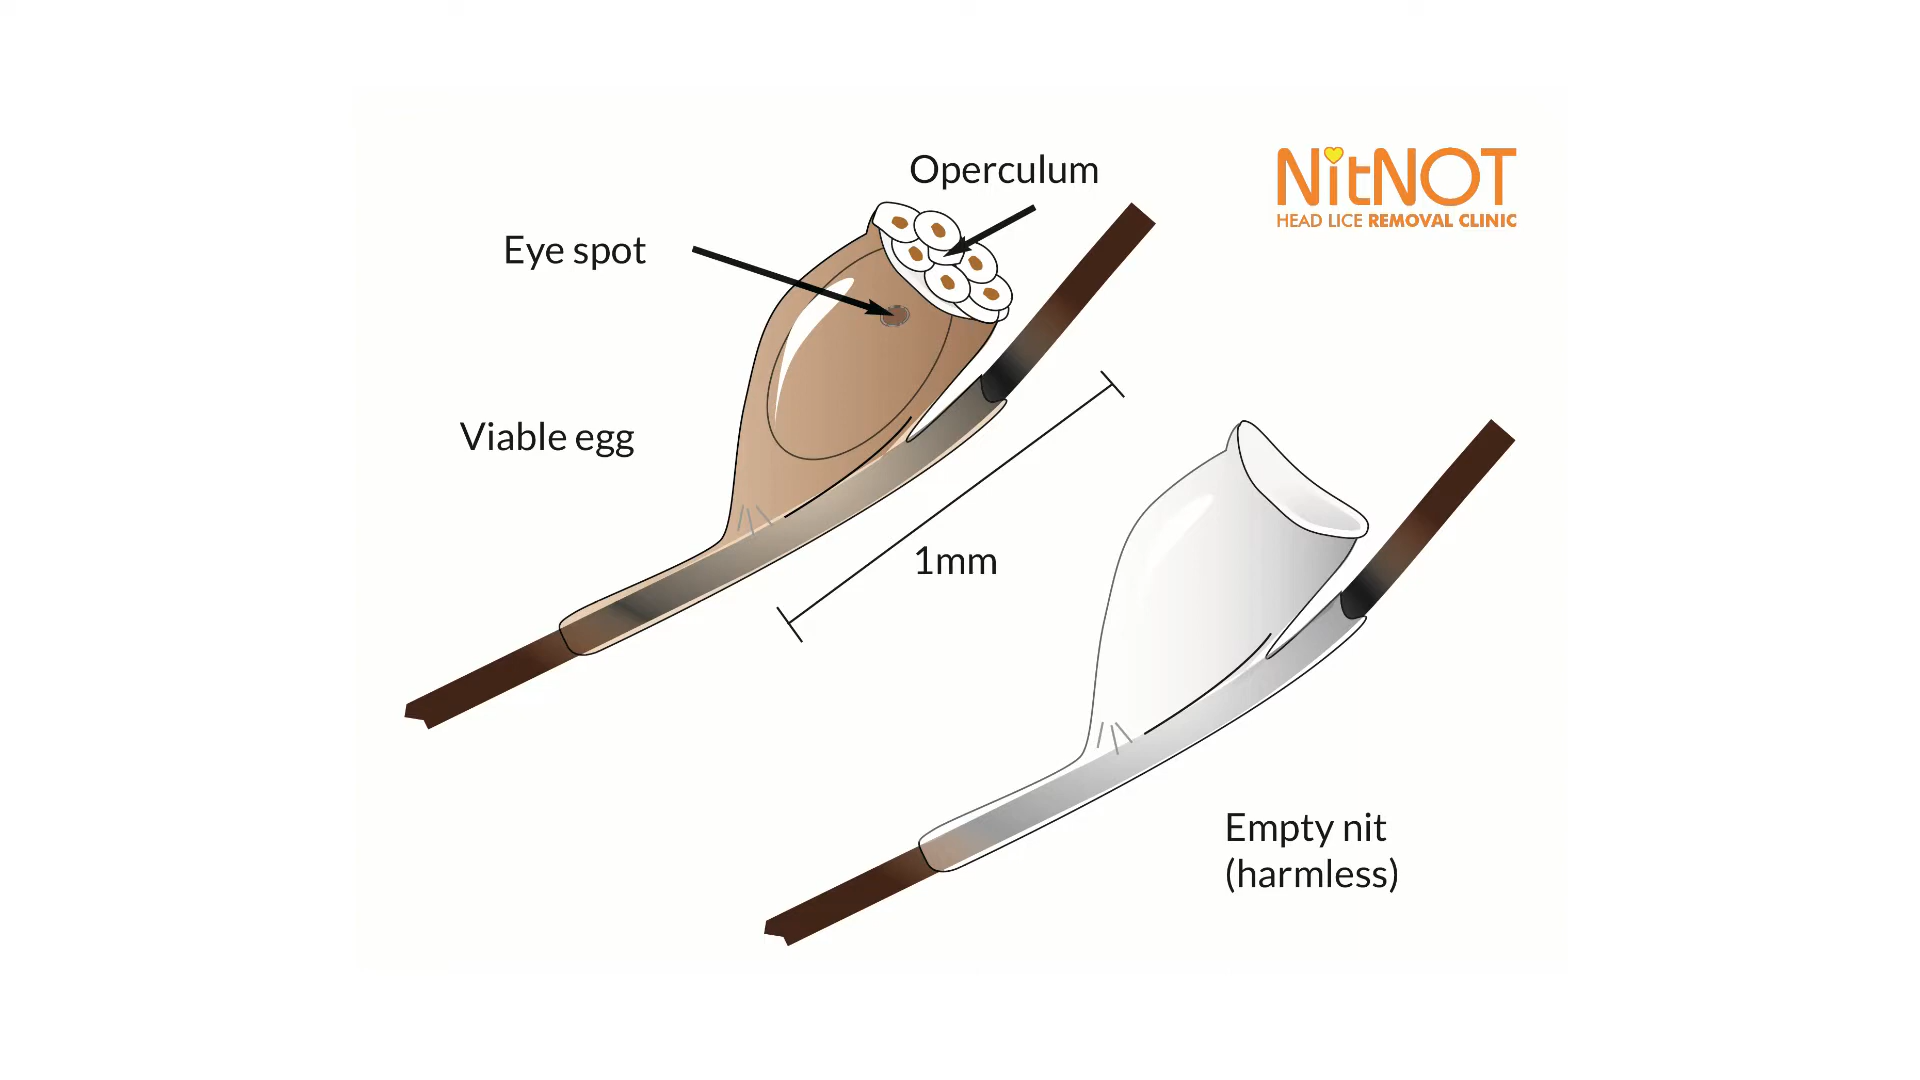 Operculum
NitNOT
HEAD LICE REMOVAL CLINIC
Eye spot
Viable egg
1mm
Empty nit
(harmless)